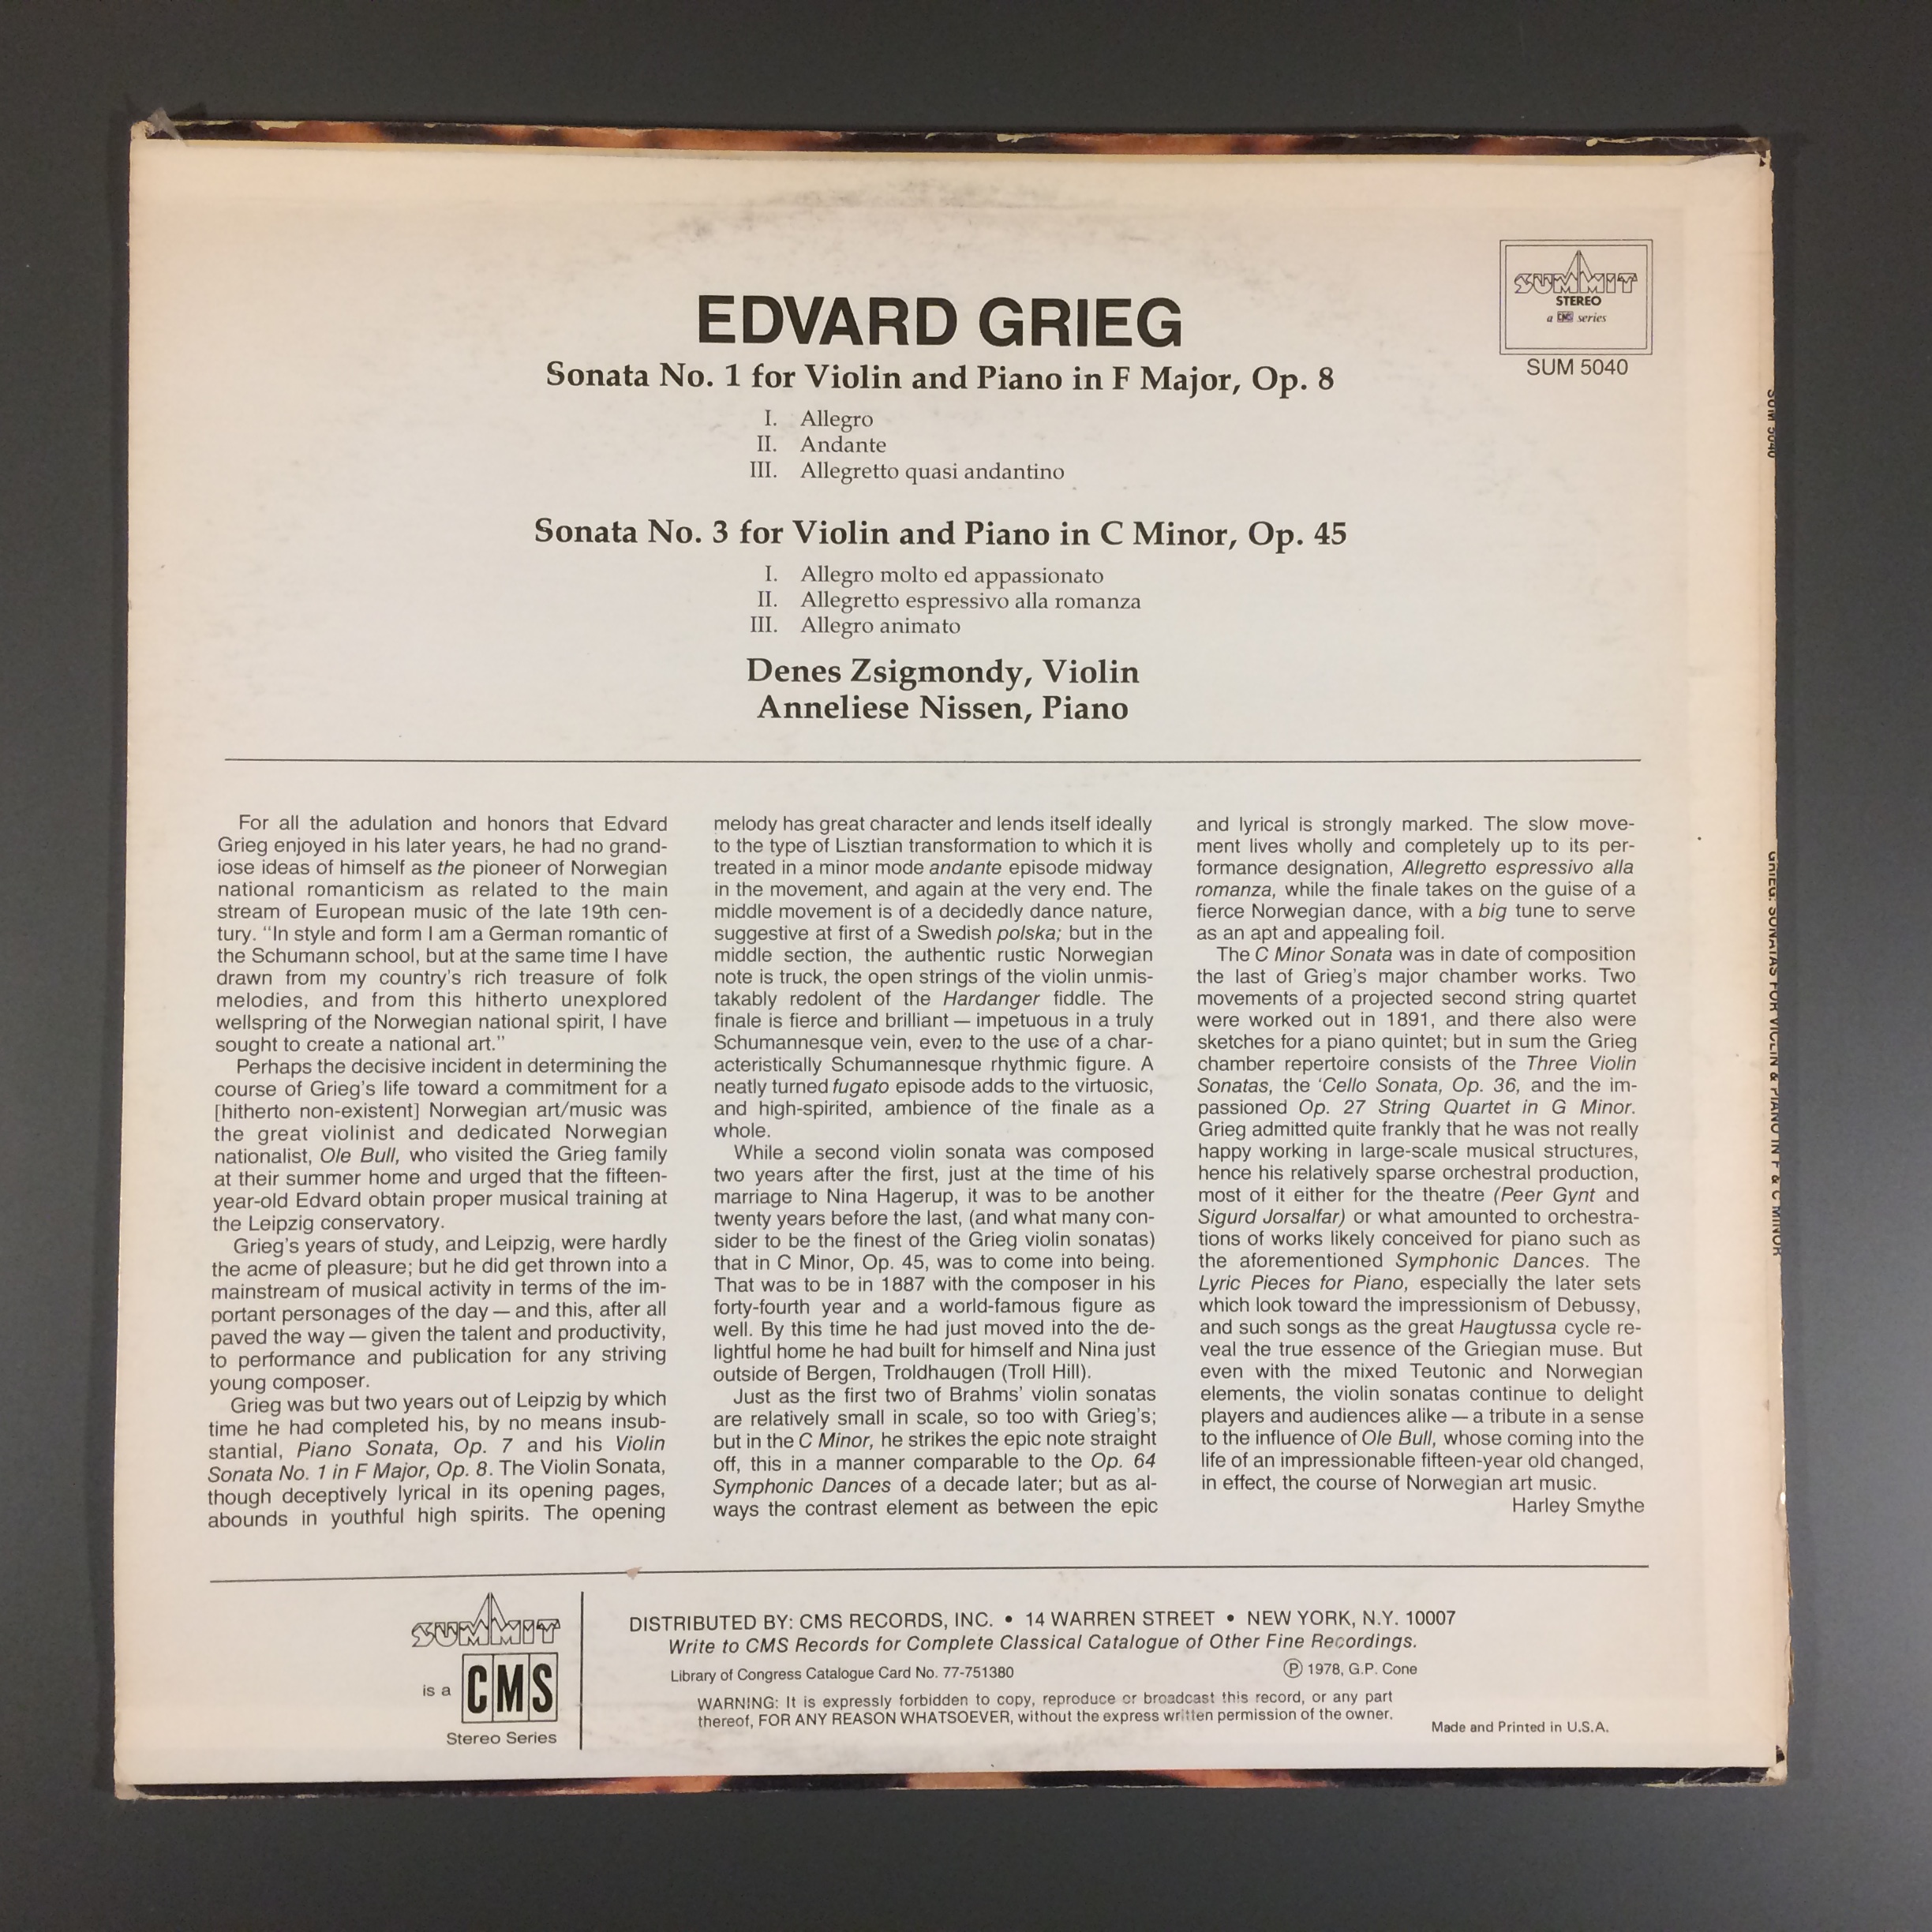 EDVARD GRIEG
Sonata No. 1 for Violin and Piano in F Major, Op. 8
I. Allegro
II. Andante
III. Allegretto quasi andantino
Sonata No. 3 for Violin and Piano in C Minor, Op. 45
I. Allegro molto ed appassionato
II. Allegretto espressivo alla romanza
III. Allegro animato
Denes Zsigmondy, Violin
Anneliese Nissen, Piano
SUMMIT
STEREO
a CMS series
SUM 5040
For all the adulation and honors that Edvard
Grieg enjoyed in his later years, he had no grand-
iose ideas of himself as the pioneer of Norwegian
national romanticism as related to the main
stream of European music of the late 19th cen-
tury. "In style and form I am a German romantic of
the Schumann school, but at the same time I have
drawn from my country's rich treasure of folk
melodies, and from this hitherto unexplored
wellspring of the Norwegian national spirit, I have
sought to create a national art."
Perhaps the decisive incident in determining the
course of Grieg's life toward a commitment for a
[hitherto non-existent] Norwegian art/music was
the great violinist and dedicated Norwegian
nationalist, Ole Bull, who visited the Grieg family
at their summer home and urged that the fifteen-
year-old Edvard obtain proper musical training at
the Leipzig conservatory.
Grieg's years of study, and Leipzig, were hardly
the acme of pleasure; but he did get thrown into a
mainstream of musical activity in terms of the im-
portant personages of the day — and this, after all
paved the way — given the talent and productivity,
to performance and publication for any striving
young composer.
Grieg was but two years out of Leipzig by which
time he had completed his, by no means insub-
stantial, Piano Sonata, Op. 7 and his Violin
Sonata No. 1 in F Major, Op. 8. The Violin Sonata,
though deceptively lyrical in its opening pages,
abounds in youthful high spirits. The opening
melody has great character and lends itself ideally
to the type of Lisztian transformation to which it is
treated in a minor mode andante episode midway
in the movement, and again at the very end. The
middle movement is of a decidedly dance nature,
suggestive at first of a Swedish polska; but in the
middle section, the authentic rustic Norwegian
note is truck, the open strings of the violin unmis-
takably redolent of the Hardanger fiddle. The
finale is fierce and brilliant — impetuous in a truly
Schumannesque vein, even to the use of a char-
acteristically Schumannesque rhythmic figure. A
neatly turned fugato episode adds to the virtuosic,
and high-spirited, ambience of the finale as a
whole.
While a second violin sonata was composed
two years after the first, just at the time of his
marriage to Nina Hagerup, it was to be another
twenty years before the last, (and what many con-
sider to be the finest of the Grieg violin sonatas)
that in C Minor, Op. 45, was to come into being.
That was to be in 1887 with the composer in his
forty-fourth year and a world-famous figure as
well. By this time he had just moved into the de-
lightful home he had built for himself and Nina just
outside of Bergen, Troldhaugen (Troll Hill).
Just as the first two of Brahms' violin sonatas
are relatively small in scale, so too with Grieg's;
but in the C Minor, he strikes the epic note straight
off, this in a manner comparable to the Op. 64
Symphonic Dances of a decade later; but as al-
ways the contrast element as between the epic
and lyrical is strongly marked. The slow move-
ment lives wholly and completely up to its per-
formance designation, Allegretto espressivo alla
romanza, while the finale takes on the guise of a
fierce Norwegian dance, with a big tune to serve
as an apt and appealing foil.
The C Minor Sonata was in date of composition
the last of Grieg's major chamber works. Two
movements of a projected second string quartet
were worked out in 1891, and there also were
sketches for a piano quintet; but in sum the Grieg
chamber repertoire consists of the Three Violin
Sonatas, the 'Cello Sonata, Op. 36, and the im-
passioned Op. 27 String Quartet in G Minor.
Grieg admitted quite frankly that he was not really
happy working in large-scale musical structures,
hence his relatively sparse orchestral production,
most of it either for the theatre (Peer Gynt and
Sigurd Jorsalfar) or what amounted to orchestra-
tions of works likely conceived for piano such as
the aforementioned Symphonic Dances. The
Lyric Pieces for Piano, especially the later sets
which look toward the impressionism of Debussy,
and such songs as the great Haugtussa cycle re-
veal the true essence of the Griegian muse. But
even with the mixed Teutonic and Norwegian
elements, the violin sonatas continue to delight
players and audiences alike — a tribute in a sense
to the influence of Ole Bull, whose coming into the
life of an impressionable fifteen-year old changed,
in effect, the course of Norwegian art music.
Harley Smythe
SUMMIT
is a CMS
Stereo Series
DISTRIBUTED BY: CMS RECORDS, INC. • 14 WARREN STREET • NEW YORK, N.Y. 10007
Write to CMS Records for Complete Classical Catalogue of Other Fine Recordings.
Library of Congress Catalogue Card No. 77-751380
Ⓟ 1978, G.P. Cone
WARNING: It is expressly forbidden to copy, reproduce or broadcast this record, or any part
thereof, FOR ANY REASON WHATSOEVER, without the express written permission of the owner.
Made and Printed in U.S.A.
SUM 5040
GRIEG: SONATAS FOR VIOLIN & PIANO IN F & C MINOR